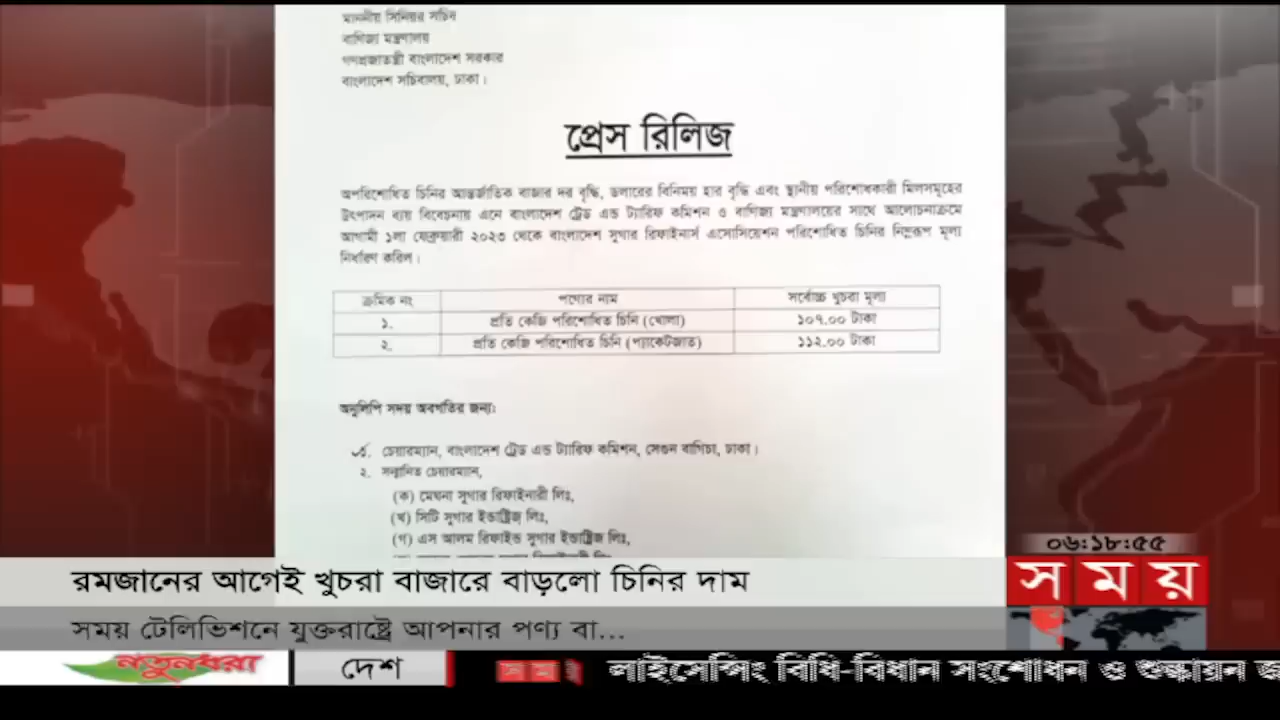 মাননীয় সিনিয়র সচিব
বাণিজ্য মন্ত্রণালয়
গণপ্রজাতন্ত্রী বাংলাদেশ সরকার
বাংলাদেশ সচিবালয়, ঢাকা।
প্রেস রিলিজ
অপরিশোধিত চিনির আন্তর্জাতিক বাজার দর বৃদ্ধি, ডলারের বিনিময় হার বৃদ্ধি এবং স্থানীয় পরিশোধকারী মিলসমূহের
উৎপাদন ব্যয় বিবেচনায় এনে বাংলাদেশ ট্রেড এন্ড ট্যারিফ কমিশন ও বাণিজ্য মন্ত্রণালয়ের সাথে আলোচনাক্রমে
আগামী ১লা ফেব্রুয়ারী ২০২৩ থেকে বাংলাদেশ সুগার রিফাইনার্স এসোসিয়েশন পরিশোধিত চিনির নিম্নরূপ মূল্য
নির্ধারণ করিল।
ক্রমিক নং পণ্যের নাম সর্বোচ্চ খুচরা মূল্য
১. প্রতি কেজি পরিশোধিত চিনি (খোলা) ১০৭.০০ টাকা
২. প্রতি কেজি পরিশোধিত চিনি (প্যাকেটজাত) ১১২.০০ টাকা
অনুলিপি সদয় অবগতির জন্য:
১. চেয়ারম্যান, বাংলাদেশ ট্রেড এন্ড ট্যারিফ কমিশন, সেগুন বাগিচা, ঢাকা।
২. সম্মানিত চেয়ারম্যান,
(ক) মেঘনা সুগার রিফাইনারী লিঃ,
(খ) সিটি সুগার ইন্ডাষ্ট্রিজ লিঃ,
(গ) এস আলম রিফাইন্ড সুগার ইন্ডাষ্ট্রিজ লিঃ,
০৬:১৮:৫৫
রমজানের আগেই খুচরা বাজারে বাড়লো চিনির দাম
সময়
সময় টেলিভিশনে যুক্তরাষ্ট্রে আপনার পণ্য বা...
নতুনধরা দেশ সময় লাইসেন্সিং বিধি-বিধান সংশোধন ও শুল্কায়ন জ